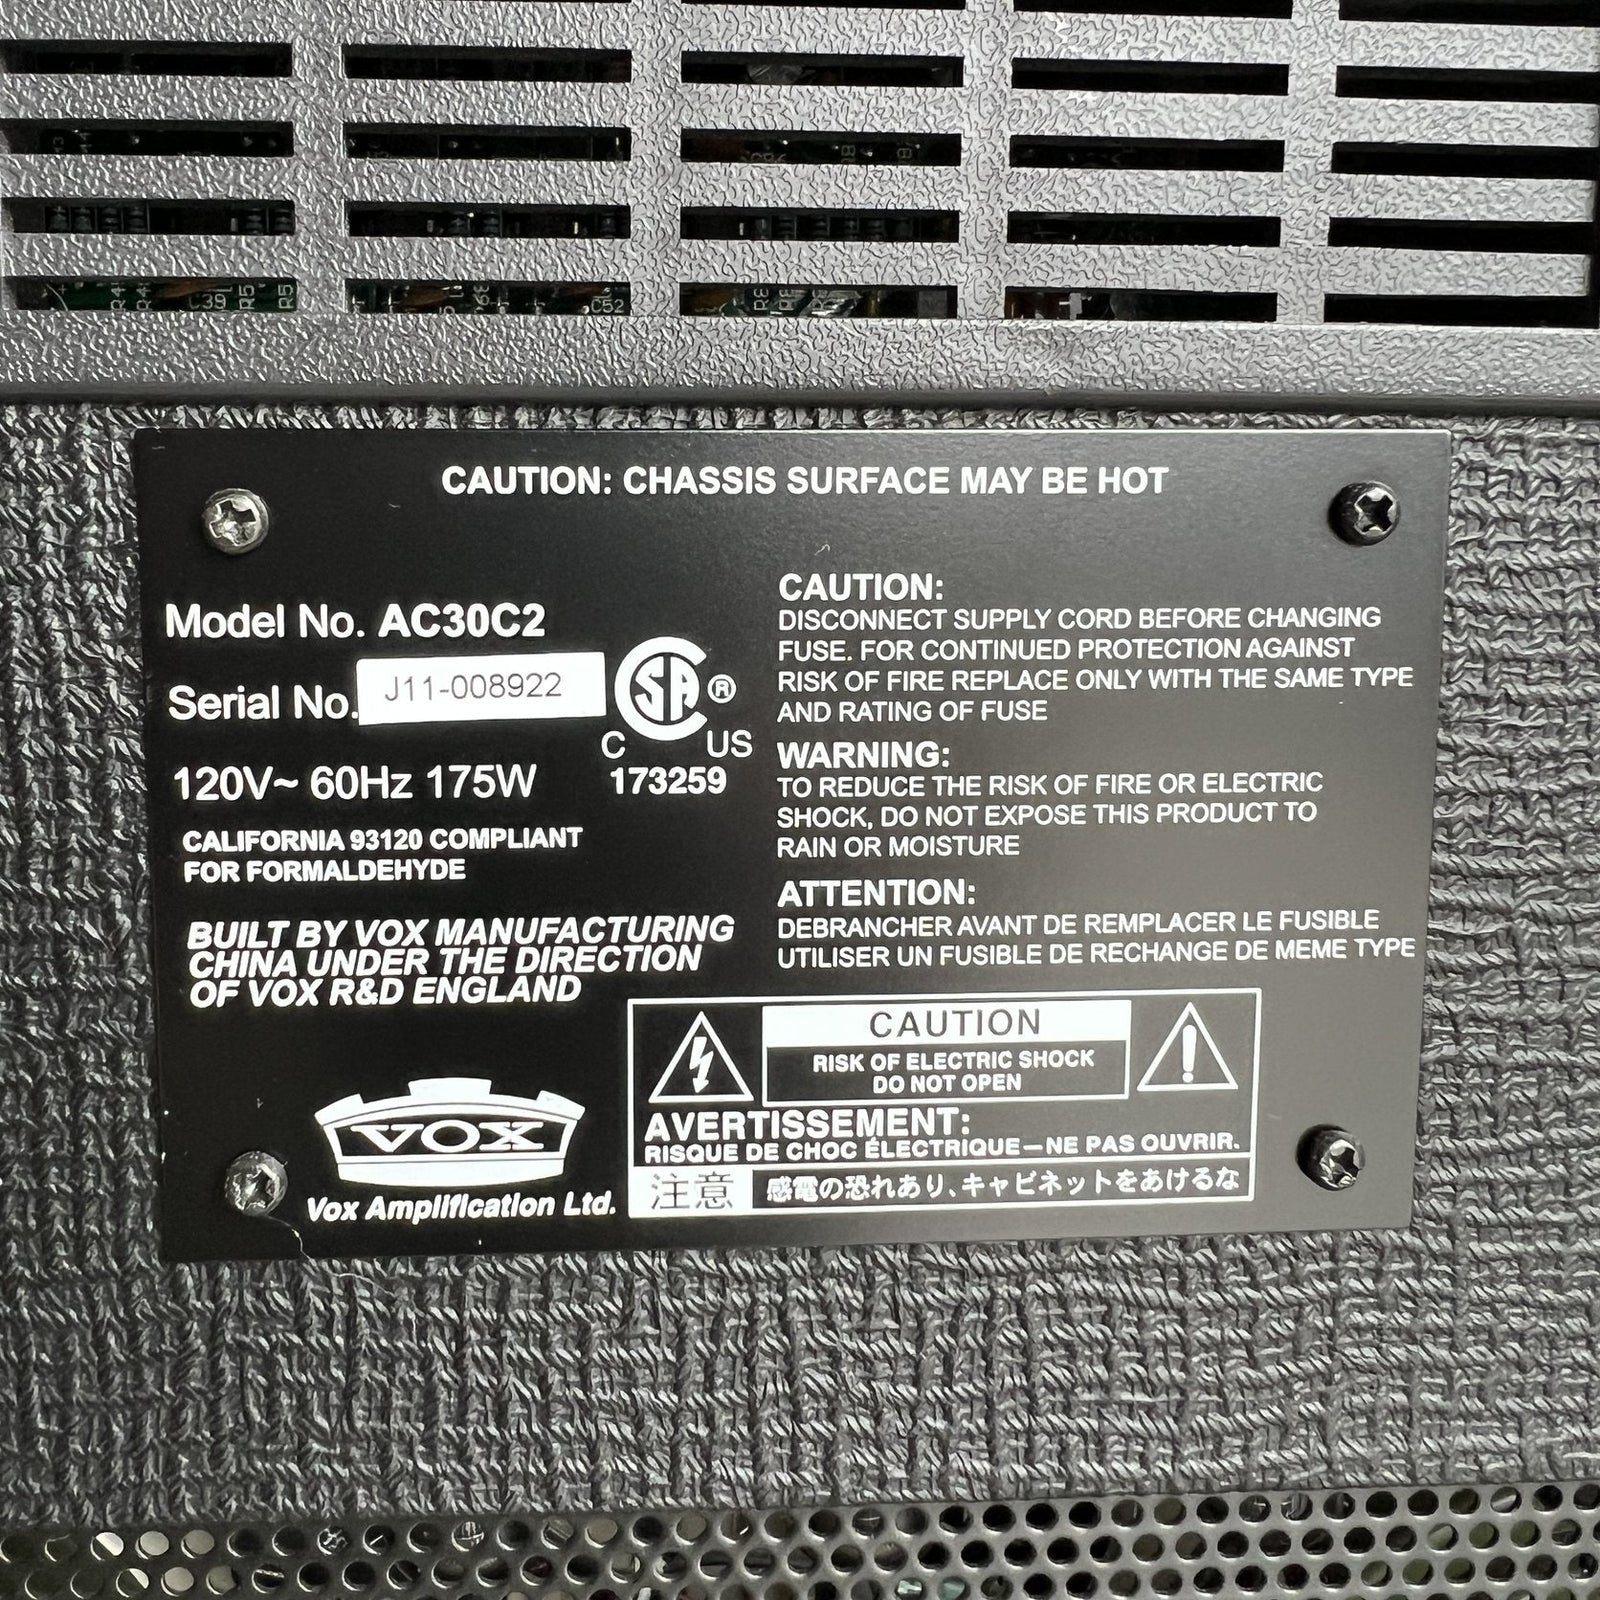 C39
C52
CAUTION: CHASSIS SURFACE MAY BE HOT
Model No. AC30C2
Serial No. J11-008922
SA ®
C US
173259
120V~ 60Hz 175W
CALIFORNIA 93120 COMPLIANT
FOR FORMALDEHYDE
BUILT BY VOX MANUFACTURING
CHINA UNDER THE DIRECTION
OF VOX R&D ENGLAND
VOX
Vox Amplification Ltd.
CAUTION:
DISCONNECT SUPPLY CORD BEFORE CHANGING
FUSE. FOR CONTINUED PROTECTION AGAINST
RISK OF FIRE REPLACE ONLY WITH THE SAME TYPE
AND RATING OF FUSE
WARNING:
TO REDUCE THE RISK OF FIRE OR ELECTRIC
SHOCK, DO NOT EXPOSE THIS PRODUCT TO
RAIN OR MOISTURE
ATTENTION:
DEBRANCHER AVANT DE REMPLACER LE FUSIBLE
UTILISER UN FUSIBLE DE RECHANGE DE MEME TYPE
CAUTION
RISK OF ELECTRIC SHOCK
DO NOT OPEN
AVERTISSEMENT:
RISQUE DE CHOC ÉLECTRIQUE—NE PAS OUVRIR.
注意 感電の恐れあり、キャビネットをあけるな